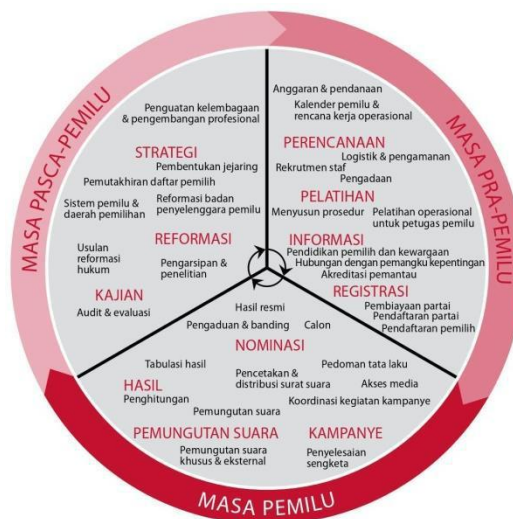 MASA PRA-PEMILU
Anggaran & pendanaan
Kalender pemilu &
rencana kerja operasional
PERENCANAAN
Logistik & pengamanan
Rekrutmen staf
Pengadaan
PELATIHAN
Menyusun prosedur
Pelatihan operasional
untuk petugas pemilu
INFORMASI
Pendidikan pemilih dan kewargaan
Hubungan dengan pemangku kepentingan
Akreditasi pemantau
REGISTRASI
Pembiayaan partai
Pendaftaran partai
Pendaftaran pemilih
MASA PEMILU
Hasil resmi
Pengaduan & banding
Calon
NOMINASI
Tabulasi hasil
Pedoman tata laku
HASIL
Pencetakan &
distribusi surat suara
Akses media
Penghitungan
Koordinasi kegiatan kampanye
Pemungutan suara
PEMUNGUTAN SUARA
KAMPANYE
Pemungutan suara
khusus & eksternal
Penyelesaian
sengketa
MASA PASCA-PEMILU
Penguatan kelembagaan
& pengembangan profesional
STRATEGI
Pembentukan jejaring
Pemutakhiran daftar pemilih
Sistem pemilu &
daerah pemilihan
Reformasi badan
penyelenggara pemilu
REFORMASI
Usulan
reformasi
hukum
Pengarsipan &
penelitian
KAJIAN
Audit & evaluasi